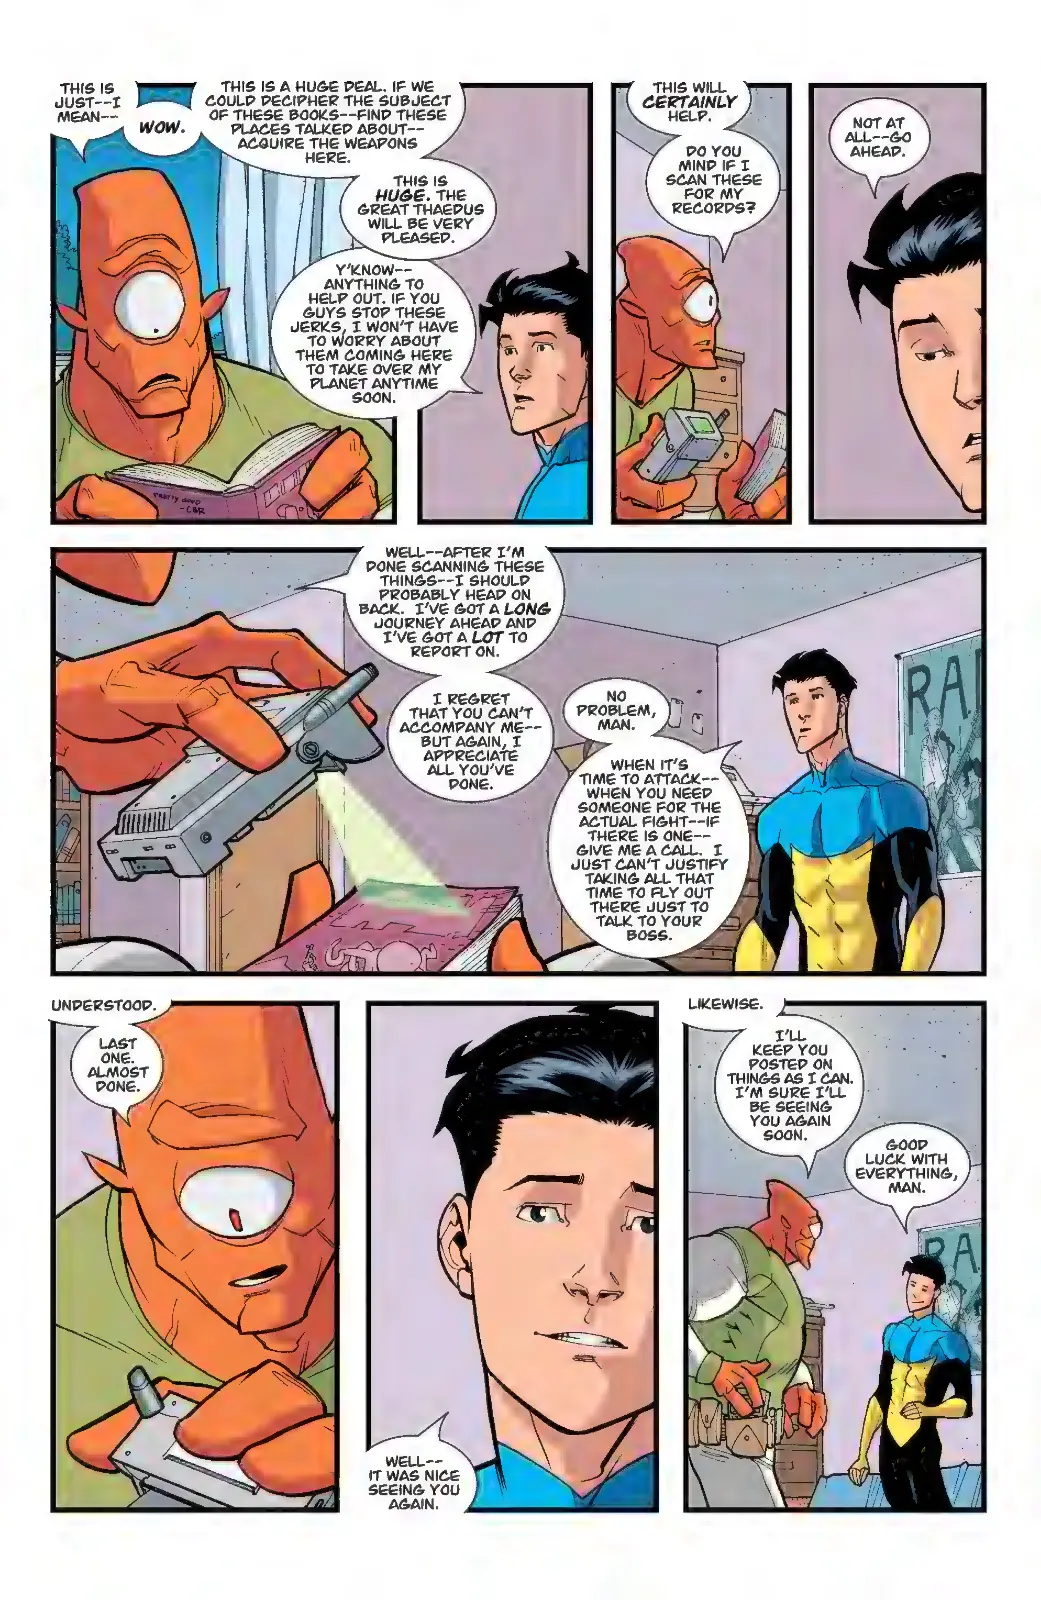 THIS IS
JUST--I
MEAN--
WOW.
THIS IS A HUGE DEAL. IF WE
COULD DECIPHER THE SUBJECT
OF THESE BOOKS--FIND THESE
PLACES TALKED ABOUT--
ACQUIRE THE WEAPONS
HERE.
THIS IS
HUGE. THE
GREAT THAEDUS
WILL BE VERY
PLEASED.
Y'KNOW--
ANYTHING TO
HELP OUT. IF YOU
GUYS STOP THESE
JERKS, I WON'T HAVE
TO WORRY ABOUT
THEM COMING HERE
TO TAKE OVER MY
PLANET ANYTIME
SOON.
really good
-CBR
THIS WILL
CERTAINLY
HELP.
DO YOU
MIND IF I
SCAN THESE
FOR MY
RECORDS?
NOT AT
ALL--GO
AHEAD.
WELL--AFTER I'M
DONE SCANNING THESE
THINGS--I SHOULD
PROBABLY HEAD ON
BACK. I'VE GOT A LONG
JOURNEY AHEAD AND
I'VE GOT A LOT TO
REPORT ON.
I REGRET
THAT YOU CAN'T
ACCOMPANY ME--
BUT AGAIN, I
APPRECIATE
ALL YOU'VE
DONE.
NO
PROBLEM,
MAN.
WHEN IT'S
TIME TO ATTACK--
WHEN YOU NEED
SOMEONE FOR THE
ACTUAL FIGHT--IF
THERE IS ONE--
GIVE ME A CALL. I
JUST CAN'T JUSTIFY
TAKING ALL THAT
TIME TO FLY OUT
THERE JUST TO
TALK TO YOUR
BOSS.
RA
UNDERSTOOD.
LAST
ONE.
ALMOST
DONE.
WELL--
IT WAS NICE
SEEING YOU
AGAIN.
LIKEWISE.
I'LL
KEEP YOU
POSTED ON
THINGS AS I CAN.
I'M SURE I'LL
BE SEEING
YOU AGAIN
SOON.
GOOD
LUCK WITH
EVERYTHING,
MAN.
RA